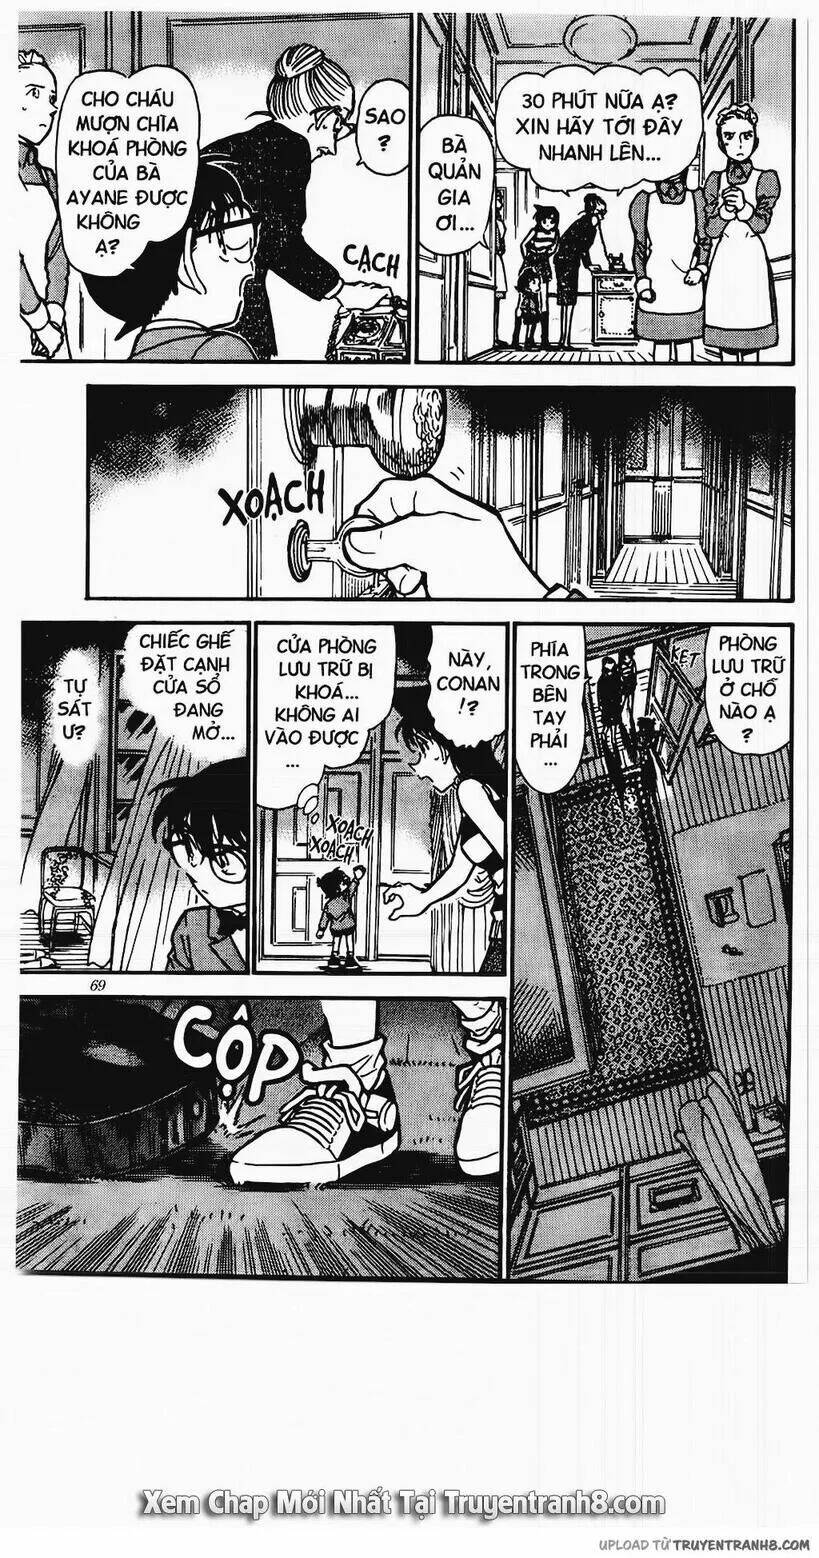 30 PHÚT NỮA Ạ?
XIN HÃY TỚI ĐÂY
NHANH LÊN...
BÀ
QUẢN
GIA
ƠI...
SAO
?
CHO CHÁU
MƯỢN CHÌA
KHOÁ PHÒNG
CỦA BÀ
AYANE ĐƯỢC
KHÔNG
Ạ?
CẠCH
XOẠCH
PHÒNG
LƯU TRỮ
Ở CHỖ
NÀO Ạ
?
KẸT
PHÍA
TRONG
BÊN
TAY
PHẢI
...
NÀY,
CONAN
!?
CỬA PHÒNG
LƯU TRỮ BỊ
KHOÁ...
KHÔNG AI
VÀO ĐƯỢC
...
XOẠCH
XOẠCH
CHIẾC GHẾ
ĐẶT CẠNH
CỬA SỔ
ĐANG
MỞ...
TỰ
SÁT
Ư?
69
CỘP
Xem Chap Mới Nhất Tại Truyentranh8.com
UPLOAD TỪ TRUYENTRANH8.COM